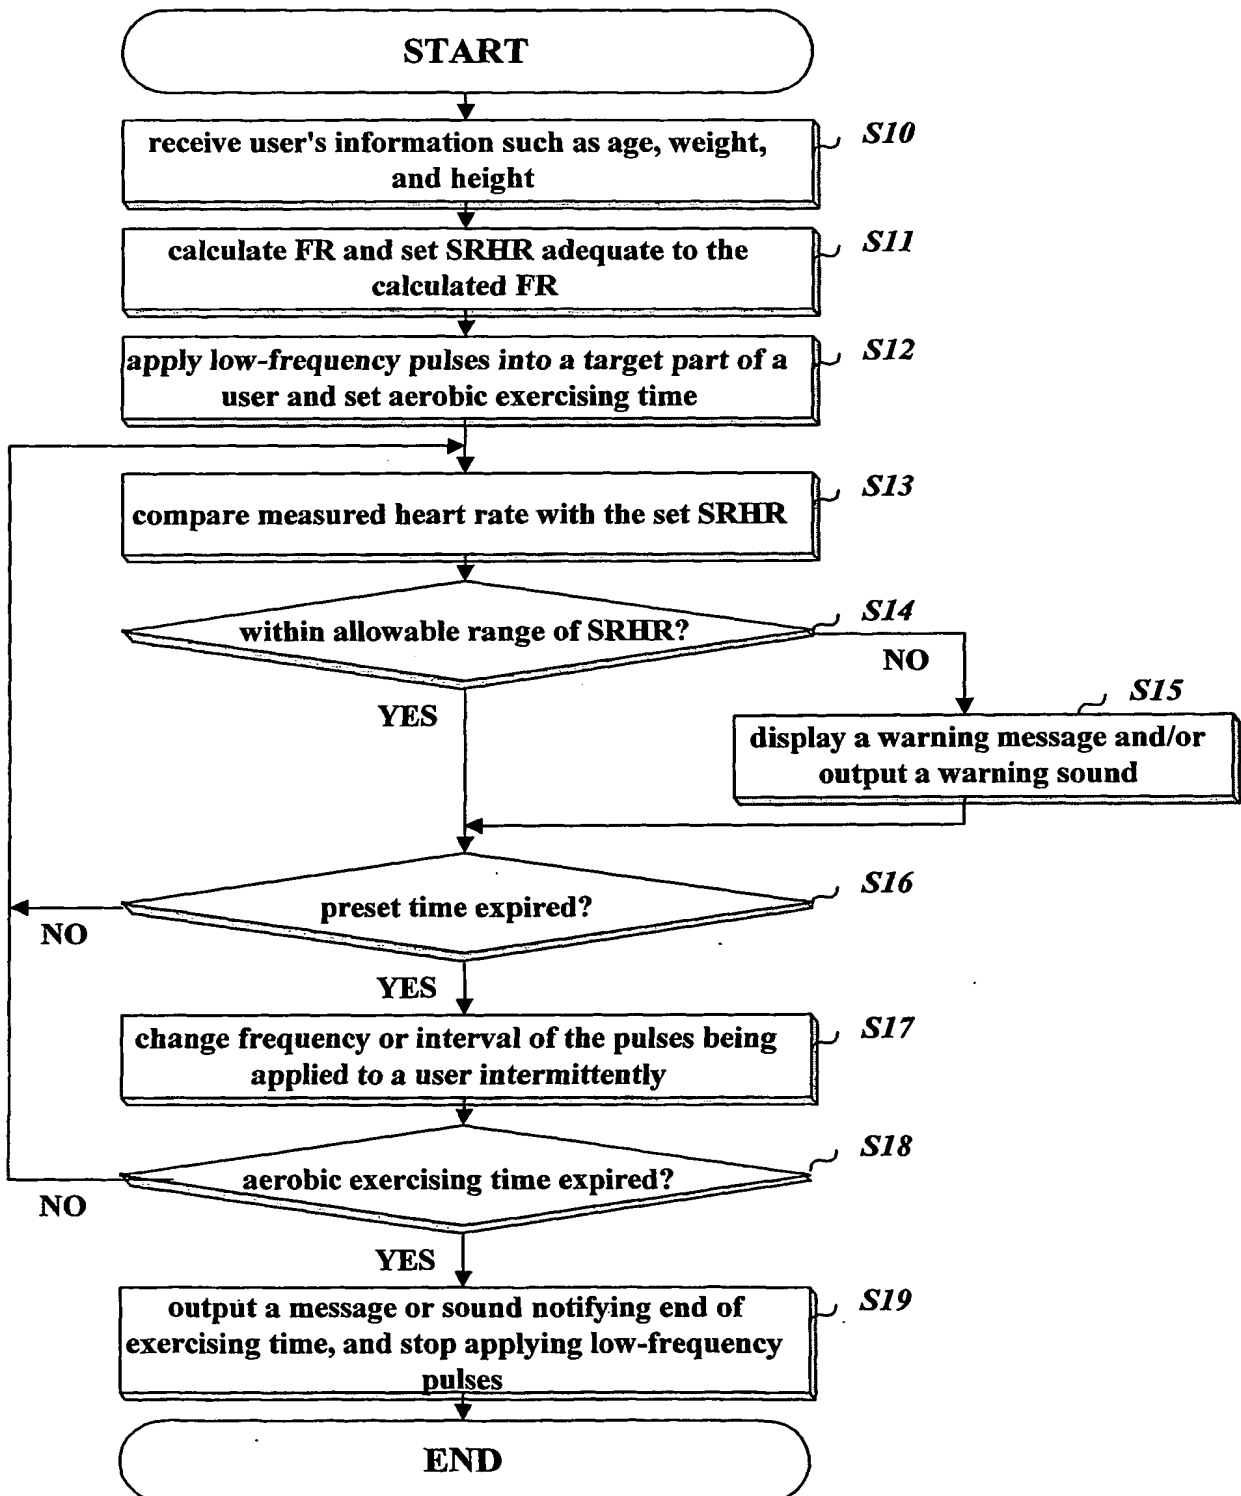 START
receive user's information such as age, weight,
and height
S10
calculate FR and set SRHR adequate to the
calculated FR
S11
apply low-frequency pulses into a target part of a
user and set aerobic exercising time
S12
compare measured heart rate with the set SRHR
S13
within allowable range of SRHR?
S14
NO
YES
S15
display a warning message and/or
output a warning sound
preset time expired?
S16
NO
YES
change frequency or interval of the pulses being
applied to a user intermittently
S17
aerobic exercising time expired?
S18
NO
YES
output a message or sound notifying end of
exercising time, and stop applying low-frequency
pulses
S19
END